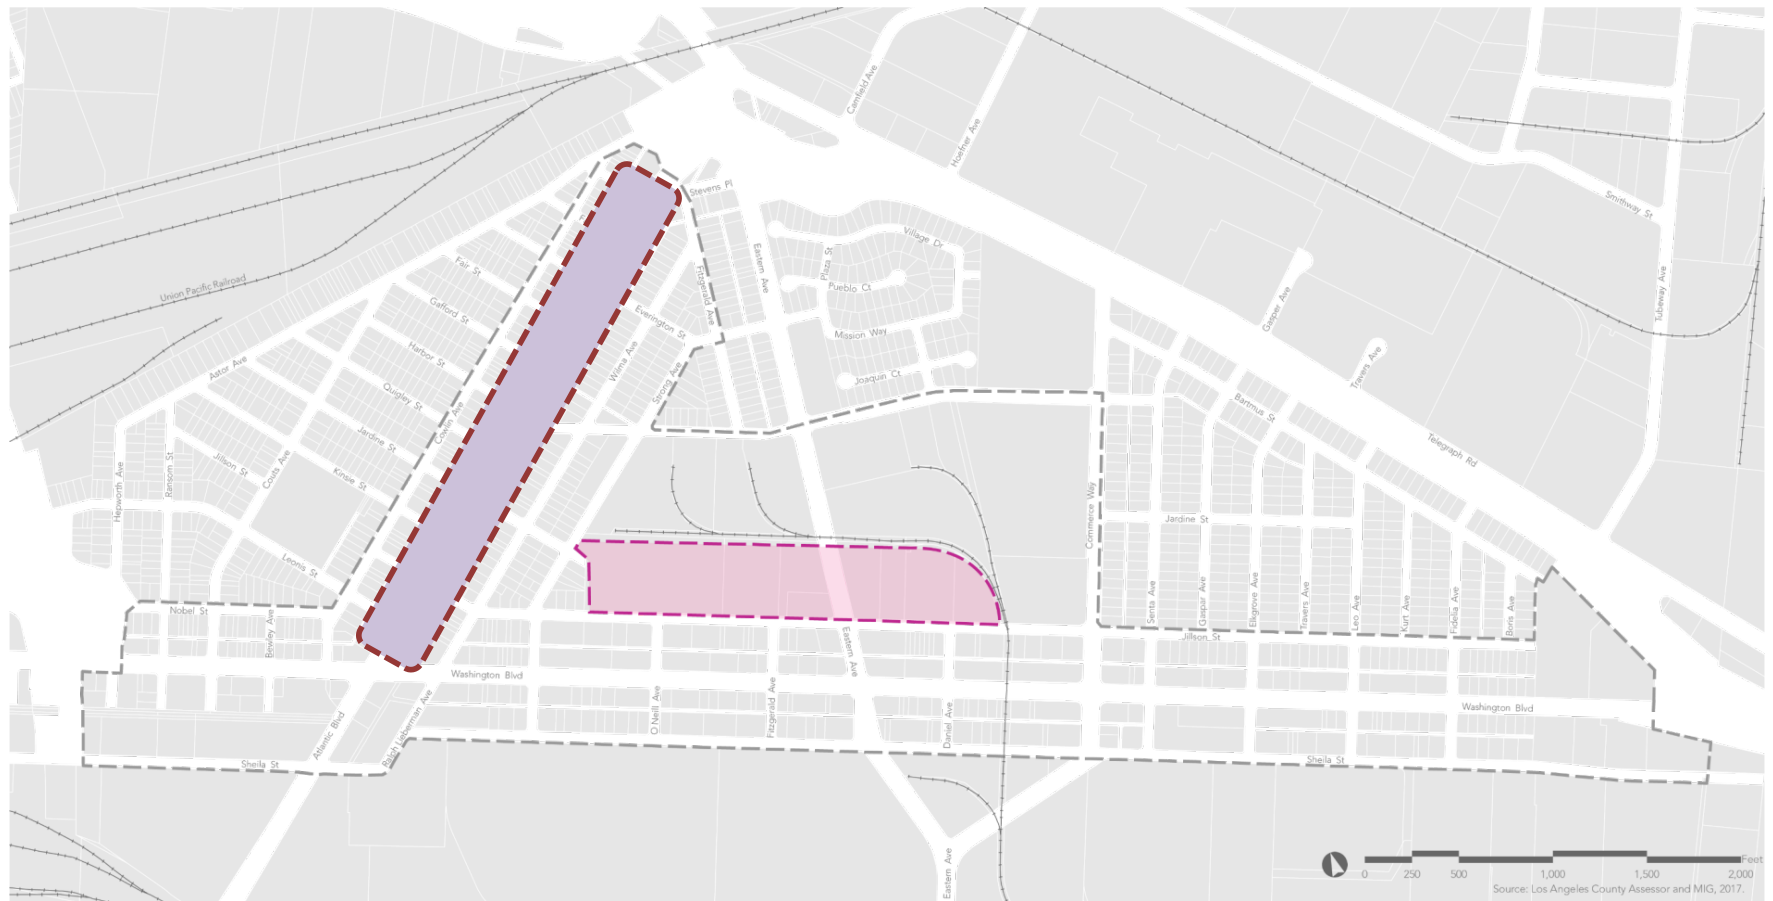 Camfield Ave
Hoefner Ave
Stevens Pl
Smithway St
Village Dr
Eastern Ave
Plaza St
Fair St
Union Pacific Railroad
Fitzgerald Ave
Pueblo Ct
Tubeway Ave
Gasper Ave
Gafford St
Everington St
Mission Way
Harbor St
Wilma Ave
Astor Ave
Travers Ave
Strong Ave
Joaquin Ct
Quigley St
Bartmus St
Cowlin Ave
Jardine St
Telegraph Rd
Jillson St
Couts Ave
Kinsie St
Ransom St
Hepworth Ave
Commerce Way
Jardine St
Leonis St
Senta Ave
Gaspar Ave
Elkgrove Ave
Travers Ave
Leo Ave
Kurt Ave
Fidelia Ave
Boris Ave
Nobel St
Bewley Ave
Eastern Ave
Jillson St
Washington Blvd
Washington Blvd
O'Neill Ave
Fitzgerald Ave
Daniel Ave
Atlantic Blvd
Ralph Lieberman Ave
Sheila St
Sheila St
Eastern Ave
0 250 500 1,000 1,500 2,000 Feet
Source: Los Angeles County Assessor and MIG, 2017.